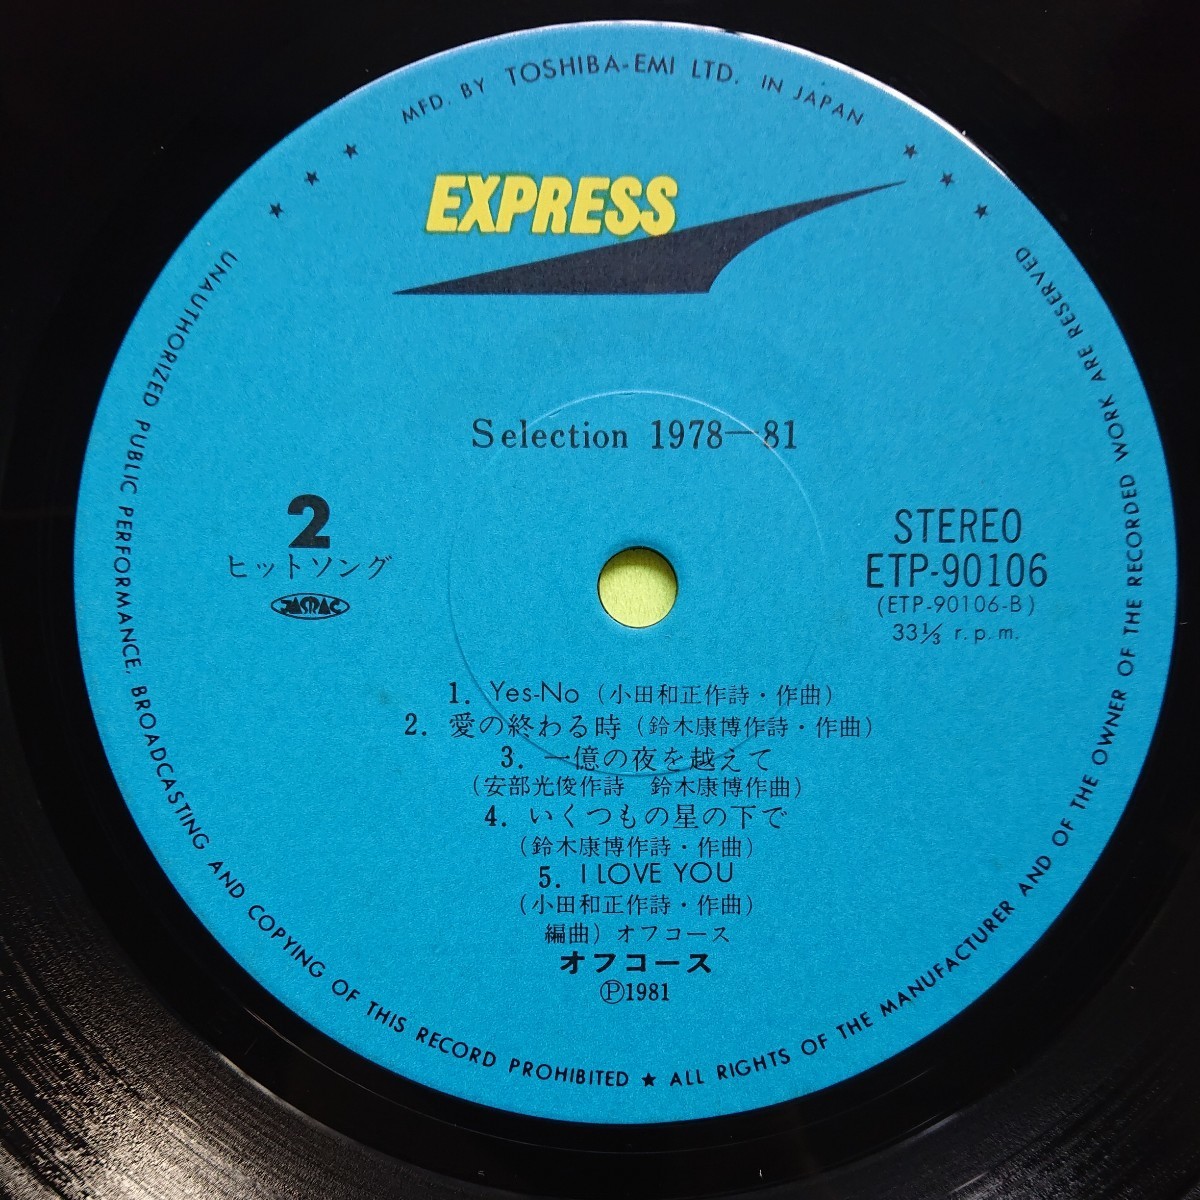 MFD. BY TOSHIBA-EMI LTD. IN JAPAN
★ ★ ★ ★ ★ ★
EXPRESS
Selection 1978—81
2
ヒットソング
JASRAC
STEREO
ETP-90106
(ETP-90106-B)
33⅓ r.p.m.
1. Yes-No (小田和正作詩・作曲)
2. 愛の終わる時 (鈴木康博作詩・作曲)
3. 一億の夜を越えて
(安部光俊作詩 鈴木康博作曲)
4. いくつもの星の下で
(鈴木康博作詩・作曲)
5. I LOVE YOU
(小田和正作詩・作曲)
編曲) オフコース
オフコース
Ⓟ1981
UNAUTHORIZED PUBLIC PERFORMANCE, BROADCASTING AND COPYING OF THIS RECORD PROHIBITED ★ ALL RIGHTS OF THE MANUFACTURER AND OF THE OWNER OF THE RECORDED WORK ARE RESERVED